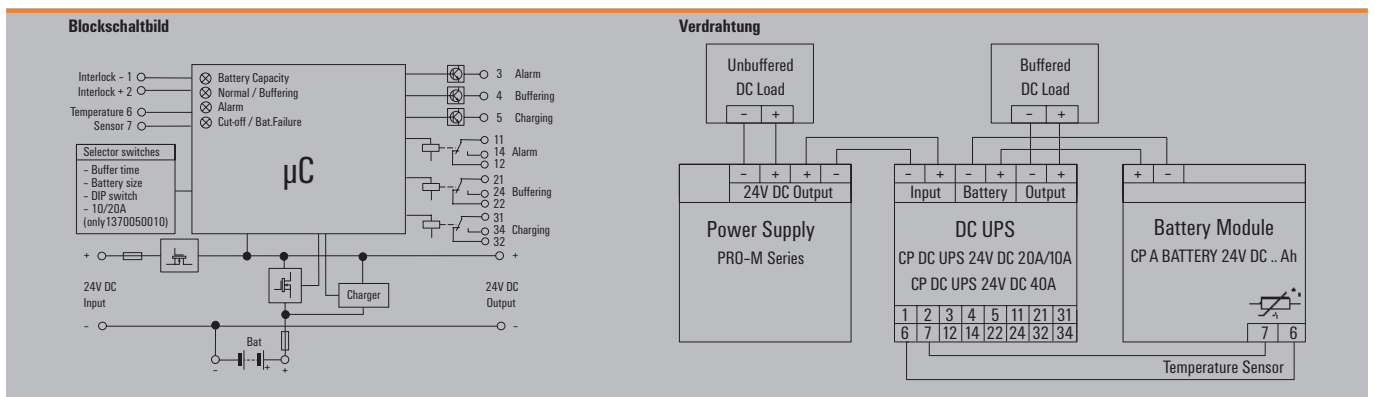 Blockschaltbild
Interlock - 1
Interlock + 2
Temperature 6
Sensor 7
Battery Capacity
Normal / Buffering
Alarm
Cut-off / Bat.Failure
µC
3 Alarm
4 Buffering
5 Charging
11
14 Alarm
12
21
24 Buffering
22
31
34 Charging
32
Selector switches
- Buffer time
- Battery size
- DIP switch
- 10/20A
(only1370050010)
+
+
24V DC
Input
Charger
24V DC
Output
-
-
Bat
- + +
Verdrahtung
Unbuffered
DC Load
- +
Buffered
DC Load
- +
- + + -
24V DC Output
Power Supply
PRO-M Series
- + - + - +
Input Battery Output
DC UPS
CP DC UPS 24V DC 20A/10A
CP DC UPS 24V DC 40A
1 2 3 4 5 11 21 31
6 7 12 14 22 24 32 34
+ -
Battery Module
CP A BATTERY 24V DC .. Ah
7 6
Temperature Sensor